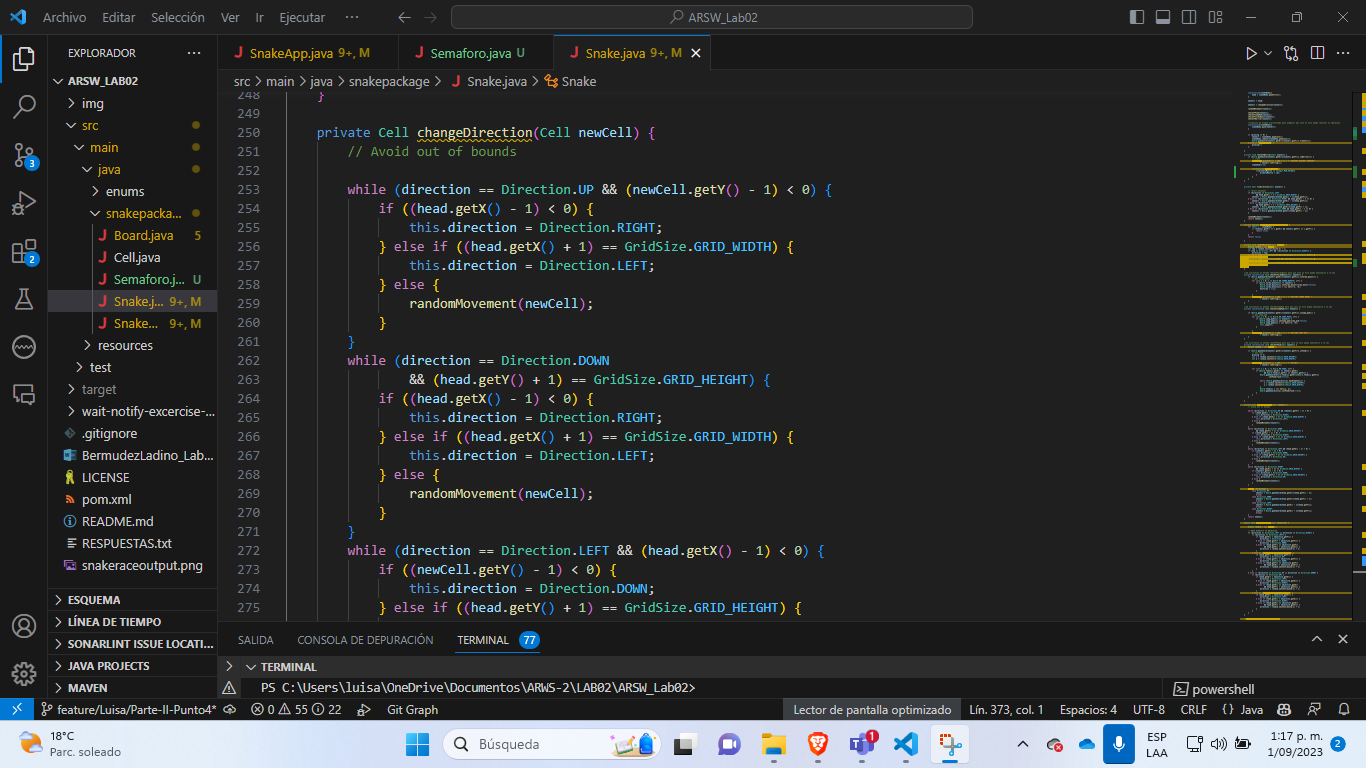 Archivo Editar Selección Ver Ir Ejecutar ··· ARSW_Lab02
EXPLORADOR ···
ARSW_LAB02
img
src
main
java
enums
snakepacka...
Board.java 5
Cell.java
Semaforo.j... U
Snake.j... 9+, M
Snake... 9+, M
resources
test
target
wait-notify-excercise-...
.gitignore
BermudezLadino_Lab...
LICENSE
pom.xml
README.md
RESPUESTAS.txt
snakeraceoutput.png
ESQUEMA
LÍNEA DE TIEMPO
SONARLINT ISSUE LOCATI...
JAVA PROJECTS
MAVEN
3
2
SnakeApp.java 9+, M Semaforo.java U Snake.java 9+, M
src > main > java > snakepackage > Snake.java > Snake
248 }
249
250 private Cell changeDirection(Cell newCell) {
251 // Avoid out of bounds
252
253 while (direction == Direction.UP && (newCell.getY() - 1) < 0) {
254 if ((head.getX() - 1) < 0) {
255 this.direction = Direction.RIGHT;
256 } else if ((head.getX() + 1) == GridSize.GRID_WIDTH) {
257 this.direction = Direction.LEFT;
258 } else {
259 randomMovement(newCell);
260 }
261 }
262 while (direction == Direction.DOWN
263 && (head.getY() + 1) == GridSize.GRID_HEIGHT) {
264 if ((head.getX() - 1) < 0) {
265 this.direction = Direction.RIGHT;
266 } else if ((head.getX() + 1) == GridSize.GRID_WIDTH) {
267 this.direction = Direction.LEFT;
268 } else {
269 randomMovement(newCell);
270 }
271 }
272 while (direction == Direction.LEFT && (head.getX() - 1) < 0) {
273 if ((newCell.getY() - 1) < 0) {
274 this.direction = Direction.DOWN;
275 } else if ((head.getY() + 1) == GridSize.GRID_HEIGHT) {
SALIDA CONSOLA DE DEPURACIÓN TERMINAL 77
TERMINAL
PS C:\Users\luisa\OneDrive\Documentos\ARWS-2\LAB02\ARSW_Lab02>
powershell
feature/Luisa/Parte-II-Punto4* 0 55 22 Git Graph Lector de pantalla optimizado Lín. 373, col. 1 Espacios: 4 UTF-8 CRLF {} Java
18°C
Parc. soleado
Búsqueda
1
ESP
LAA
1:17 p. m.
1/09/2023
2